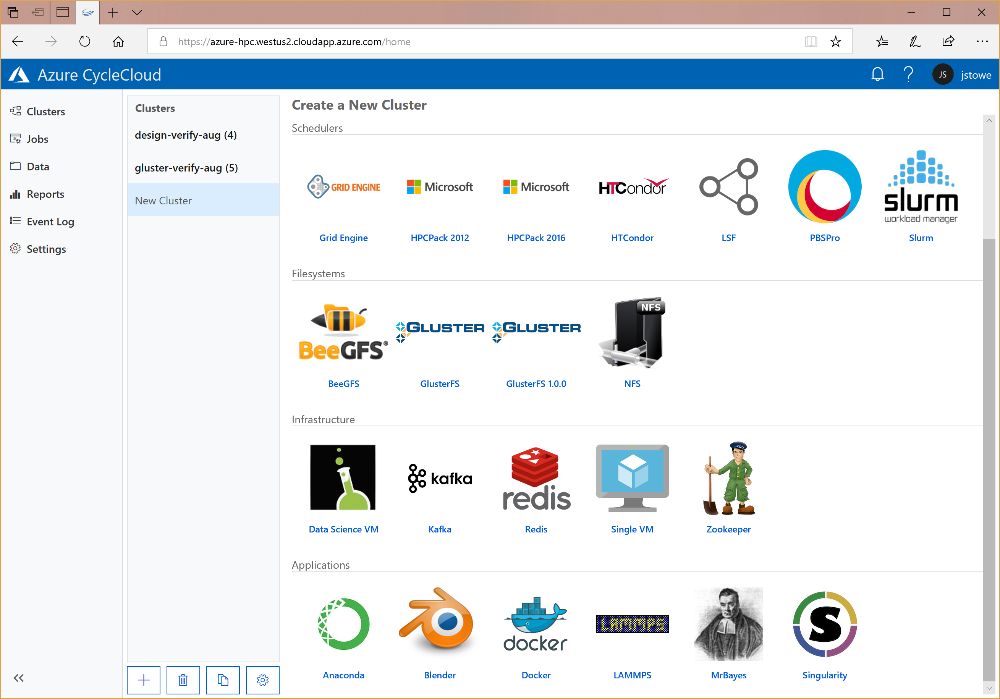 https://azure-hpc.westus2.cloudapp.azure.com/home
Azure CycleCloud
JS
jstowe
Clusters
Jobs
Data
Reports
Event Log
Settings
Clusters
design-verify-aug (4)
gluster-verify-aug (5)
New Cluster
Create a New Cluster
Schedulers
GRID ENGINE
Microsoft
Microsoft
HTCondor
slurm
workload manager
Grid Engine
HPCPack 2012
HPCPack 2016
HTCondor
LSF
PBSPro
Slurm
Filesystems
BeeGFS®
GLUSTER
GLUSTER
NFS
BeeGFS
GlusterFS
GlusterFS 1.0.0
NFS
Infrastructure
kafka
redis
ZOO
Data Science VM
Kafka
Redis
Single VM
Zookeeper
Applications
docker
LAMMPS
S
Anaconda
Blender
Docker
LAMMPS
MrBayes
Singularity